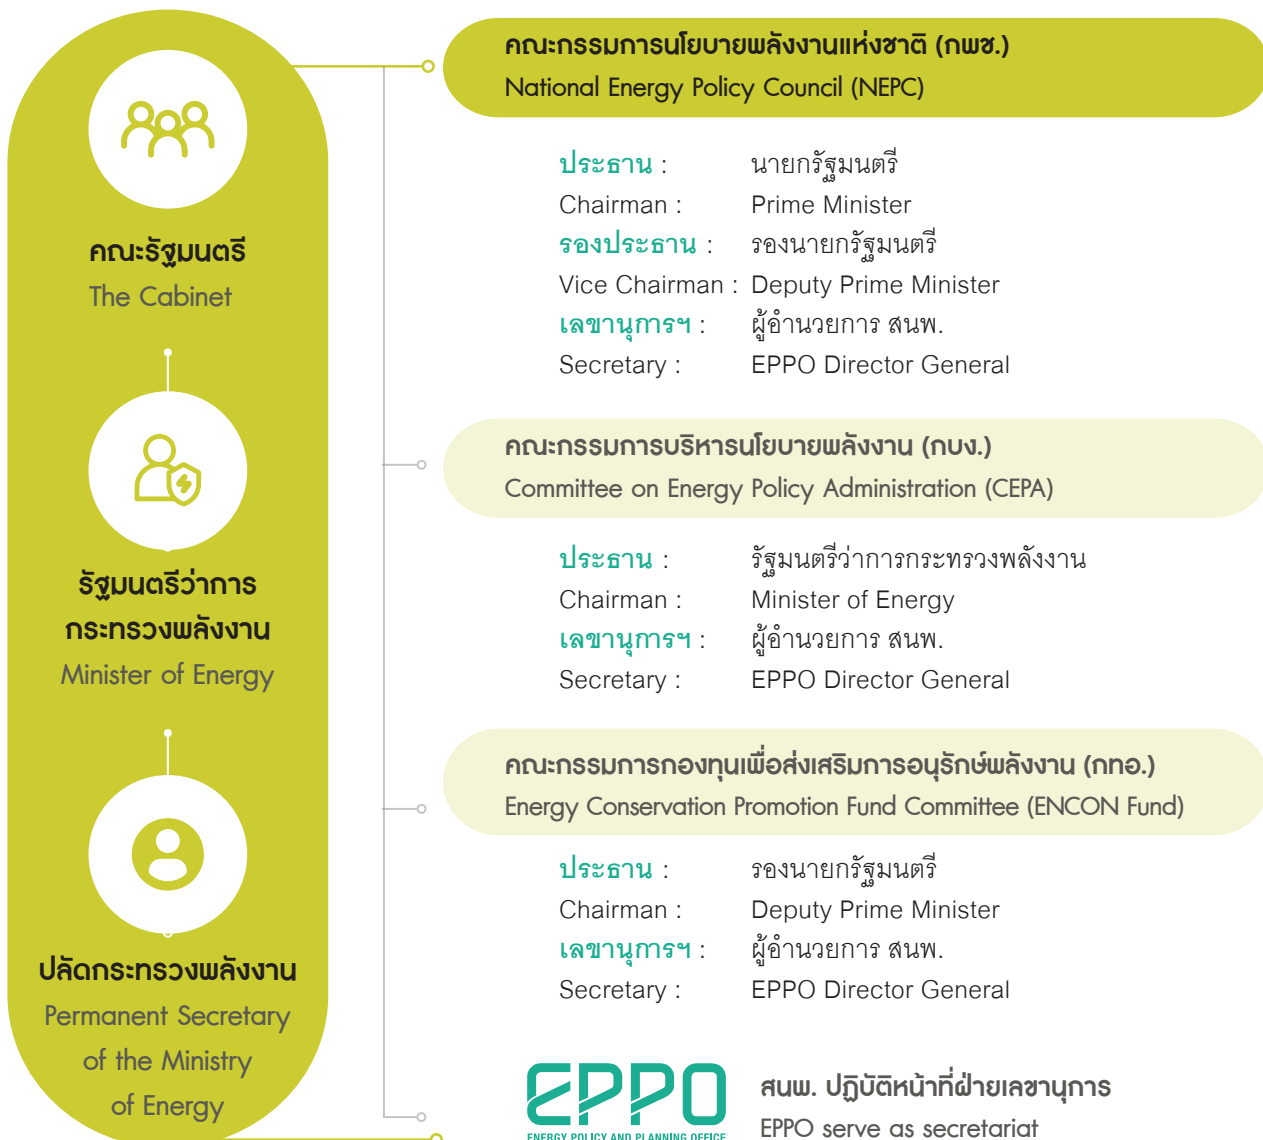 คณะรัฐมนตรี
The Cabinet
รัฐมนตรีว่าการ
กระทรวงพลังงาน
Minister of Energy
ปลัดกระทรวงพลังงาน
Permanent Secretary
of the Ministry
of Energy
คณะกรรมการนโยบายพลังงานแห่งชาติ (กพช.)
National Energy Policy Council (NEPC)
ประธาน : นายกรัฐมนตรี
Chairman : Prime Minister
รองประธาน : รองนายกรัฐมนตรี
Vice Chairman : Deputy Prime Minister
เลขานุการฯ : ผู้อำนวยการ สนพ.
Secretary : EPPO Director General
คณะกรรมการบริหารนโยบายพลังงาน (กบง.)
Committee on Energy Policy Administration (CEPA)
ประธาน : รัฐมนตรีว่าการกระทรวงพลังงาน
Chairman : Minister of Energy
เลขานุการฯ : ผู้อำนวยการ สนพ.
Secretary : EPPO Director General
คณะกรรมการกองทุนเพื่อส่งเสริมการอนุรักษ์พลังงาน (กทอ.)
Energy Conservation Promotion Fund Committee (ENCON Fund)
ประธาน : รองนายกรัฐมนตรี
Chairman : Deputy Prime Minister
เลขานุการฯ : ผู้อำนวยการ สนพ.
Secretary : EPPO Director General
EPPO
ENERGY POLICY AND PLANNING OFFICE
สนพ. ปฏิบัติหน้าที่ฝ่ายเลขานุการ
EPPO serve as secretariat